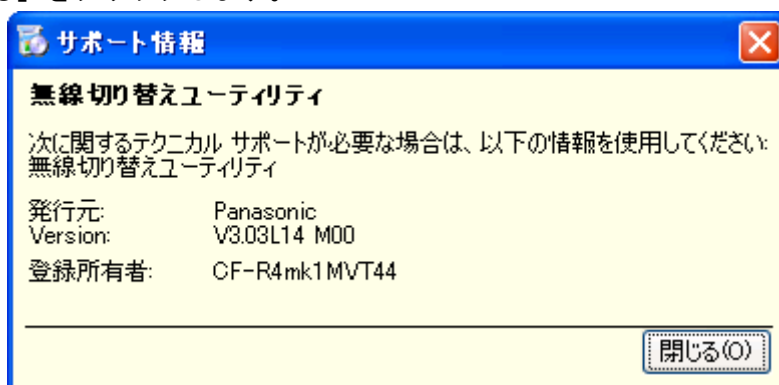 サポート情報
無線切り替えユーティリティ
次に関するテクニカル サポートが必要な場合は、以下の情報を使用してください:
無線切り替えユーティリティ
発行元: Panasonic
Version: V3.03L14 M00
登録所有者: CF-R4mk1MVT44
閉じる(O)